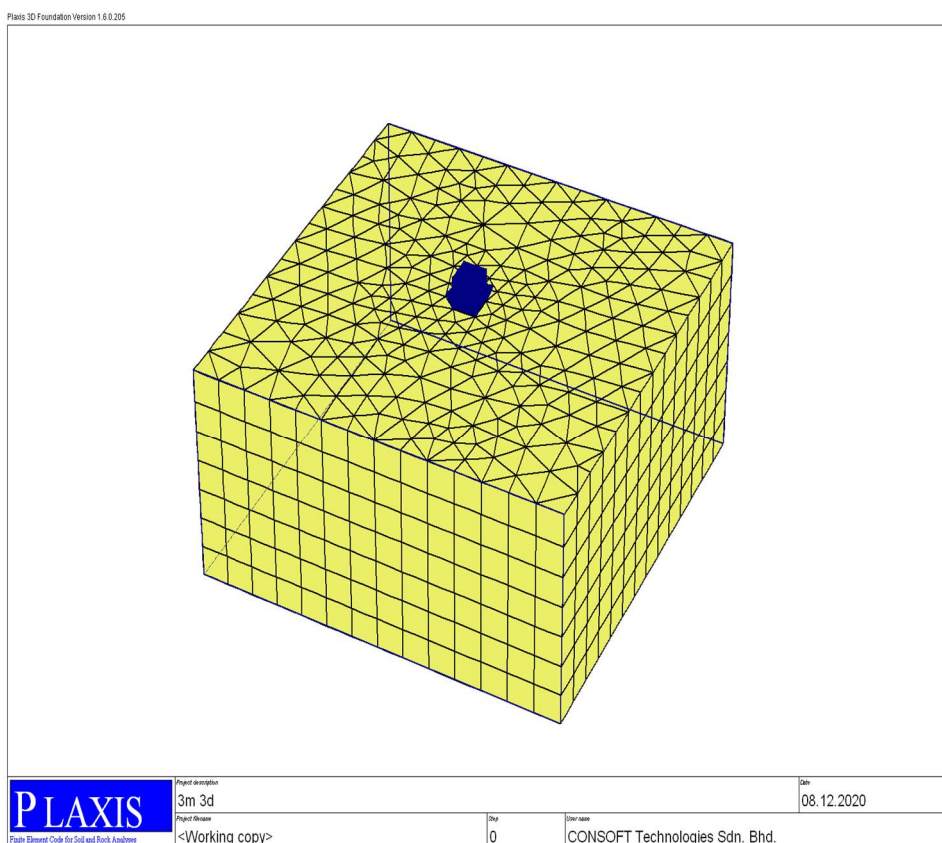 Plaxis 3D Foundation Version 1.6.0.205
PLAXIS
Finite Element Code for Soil and Rock Analyses
Project description
3m 3d
Date
08.12.2020
Project filename
<Working copy>
Step
0
User name
CONSOFT Technologies Sdn. Bhd.